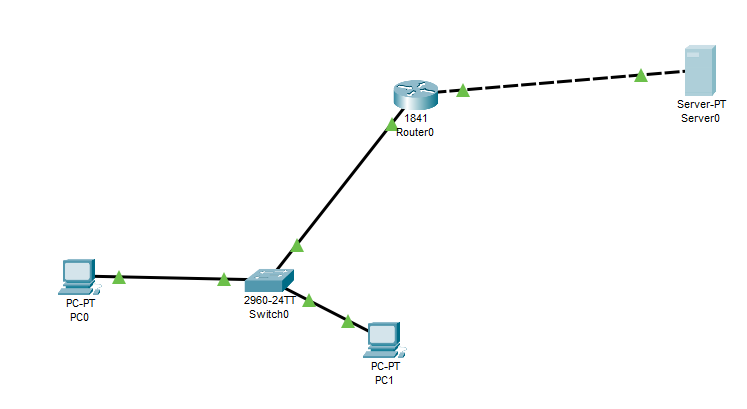 1841
Router0
Server-PT
Server0
PC-PT
PC0
2960-24TT
Switch0
PC-PT
PC1